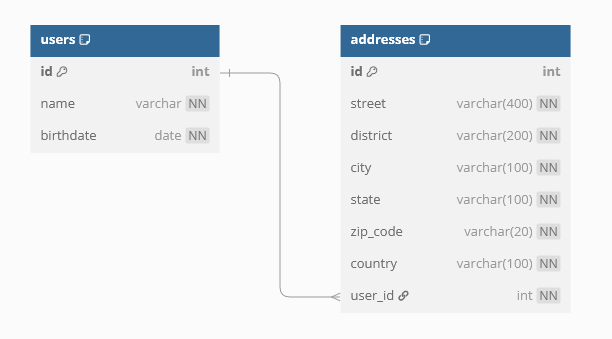 users
id int
name varchar NN
birthdate date NN
addresses
id int
street varchar(400) NN
district varchar(200) NN
city varchar(100) NN
state varchar(100) NN
zip_code varchar(20) NN
country varchar(100) NN
user_id int NN